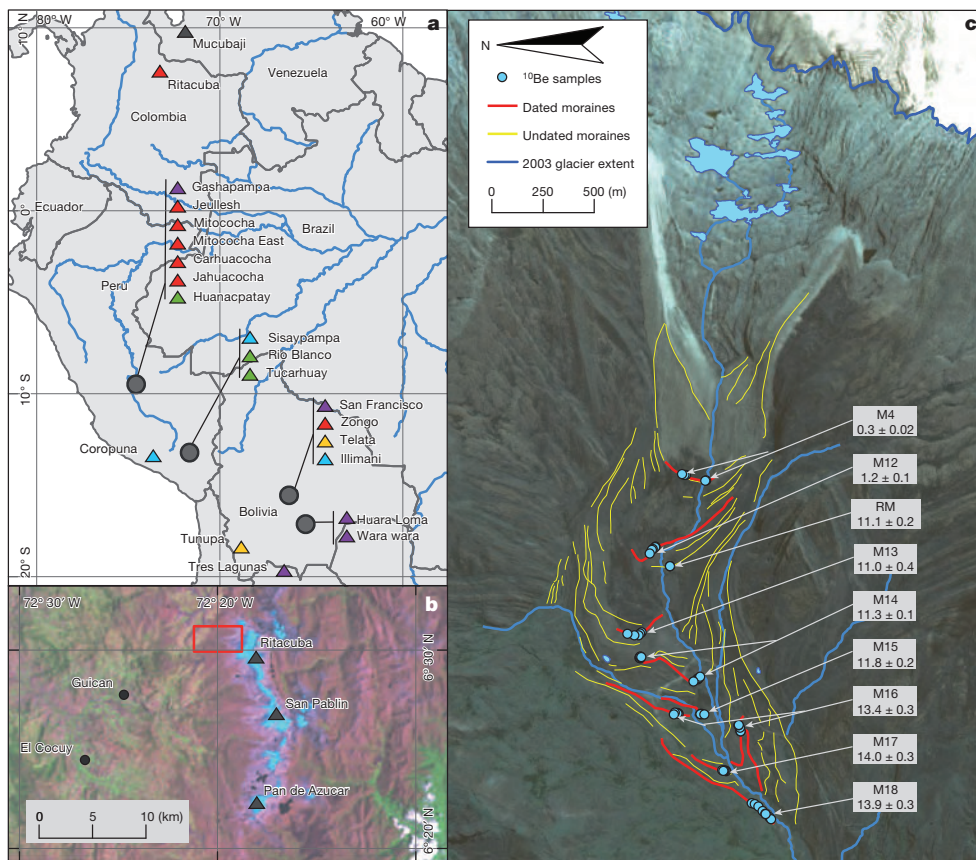 80° W
70° W
60° W
a
10° N
Mucubaji
Ritacuba
Venezuela
Colombia
Gashapampa
Jeullesh
Mitococha
Mitococha East
Carhuacocha
Jahuacocha
Huanacpatay
Ecuador
0°
Brazil
Peru
Sisaypampa
Rio Blanco
Tucarhuay
10° S
San Francisco
Zongo
Telata
Illimani
Coropuna
Bolivia
Huara Loma
Wara wara
Tunupa
Tres Lagunas
20° S
72° 30' W
72° 20' W
b
Ritacuba
6° 30' N
Guican
San Pablin
El Cocuy
Pan de Azucar
0 5 10 (km)
6° 20' N
c
N
10Be samples
Dated moraines
Undated moraines
2003 glacier extent
0 250 500 (m)
M4
0.3 ± 0.02
M12
1.2 ± 0.1
RM
11.1 ± 0.2
M13
11.0 ± 0.4
M14
11.3 ± 0.1
M15
11.8 ± 0.2
M16
13.4 ± 0.3
M17
14.0 ± 0.3
M18
13.9 ± 0.3